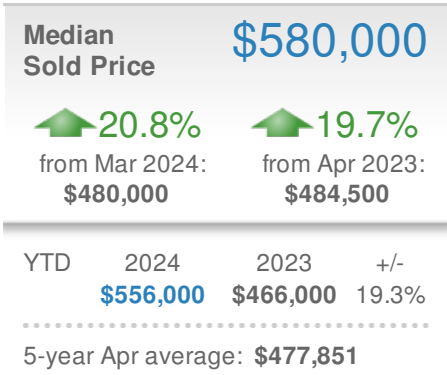 Median $580,000
Sold Price
20.8% 19.7%
from Mar 2024: from Apr 2023:
$480,000 $484,500
YTD 2024 2023 +/-
$556,000 $466,000 19.3%
5-year Apr average: $477,851